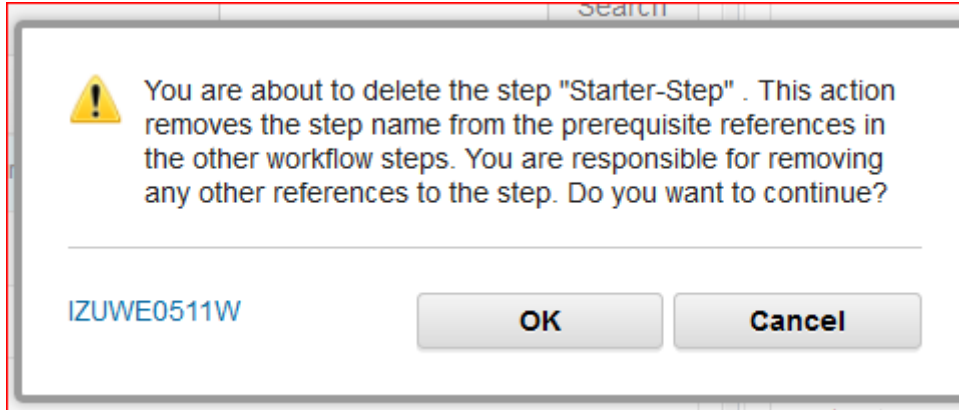 Search
You are about to delete the step "Starter-Step" . This action
removes the step name from the prerequisite references in
the other workflow steps. You are responsible for removing
any other references to the step. Do you want to continue?
IZUWE0511W
OK
Cancel